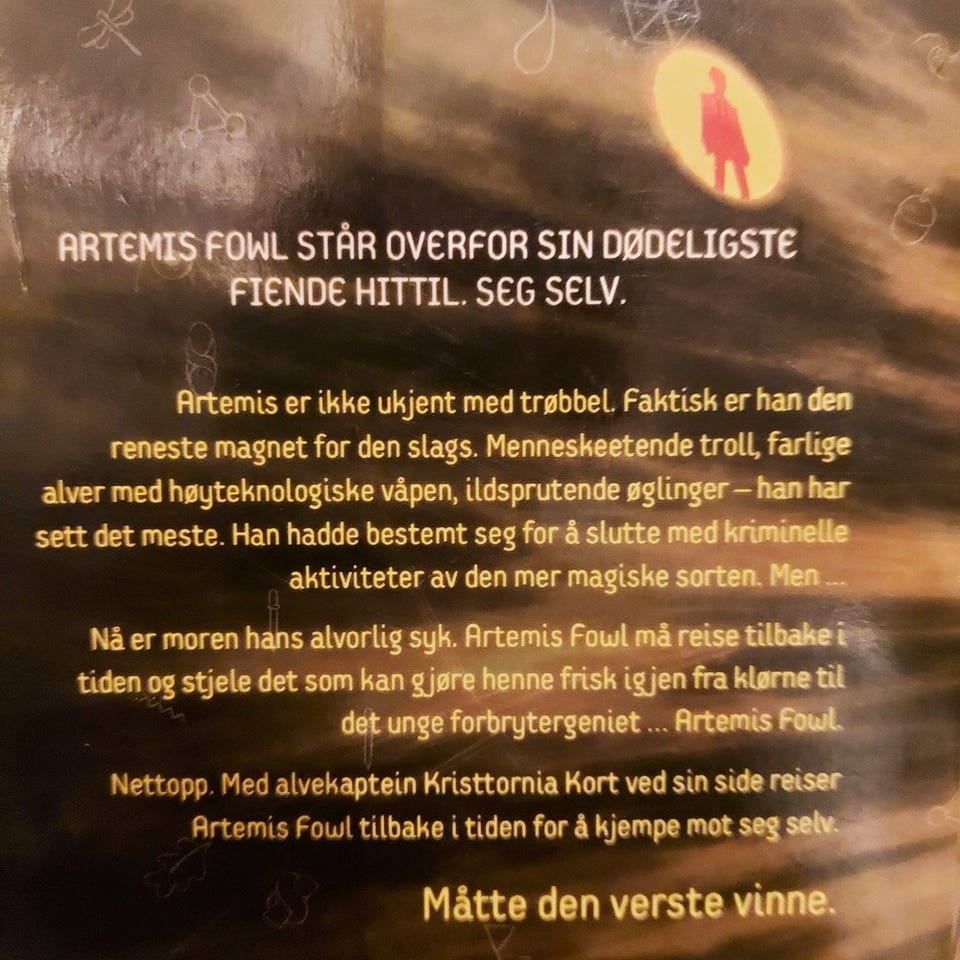 ARTEMIS FOWL STÅR OVERFOR SIN DØDELIGSTE
FIENDE HITTIL. SEG SELV.
Artemis er ikke ukjent med trøbbel. Faktisk er han den
reneste magnet for den slags. Menneskeetende troll, farlige
alver med høyteknologiske våpen, ildsprutende øglinger – han har
sett det meste. Han hadde bestemt seg for å slutte med kriminelle
aktiviteter av den mer magiske sorten. Men ...
Nå er moren hans alvorlig syk. Artemis Fowl må reise tilbake i
tiden og stjele det som kan gjøre henne frisk igjen fra klørne til
det unge forbrytergeniet ... Artemis Fowl.
Nettopp. Med alvekaptein Kristtornia Kort ved sin side reiser
Artemis Fowl tilbake i tiden for å kjempe mot seg selv.
Måtte den verste vinne.